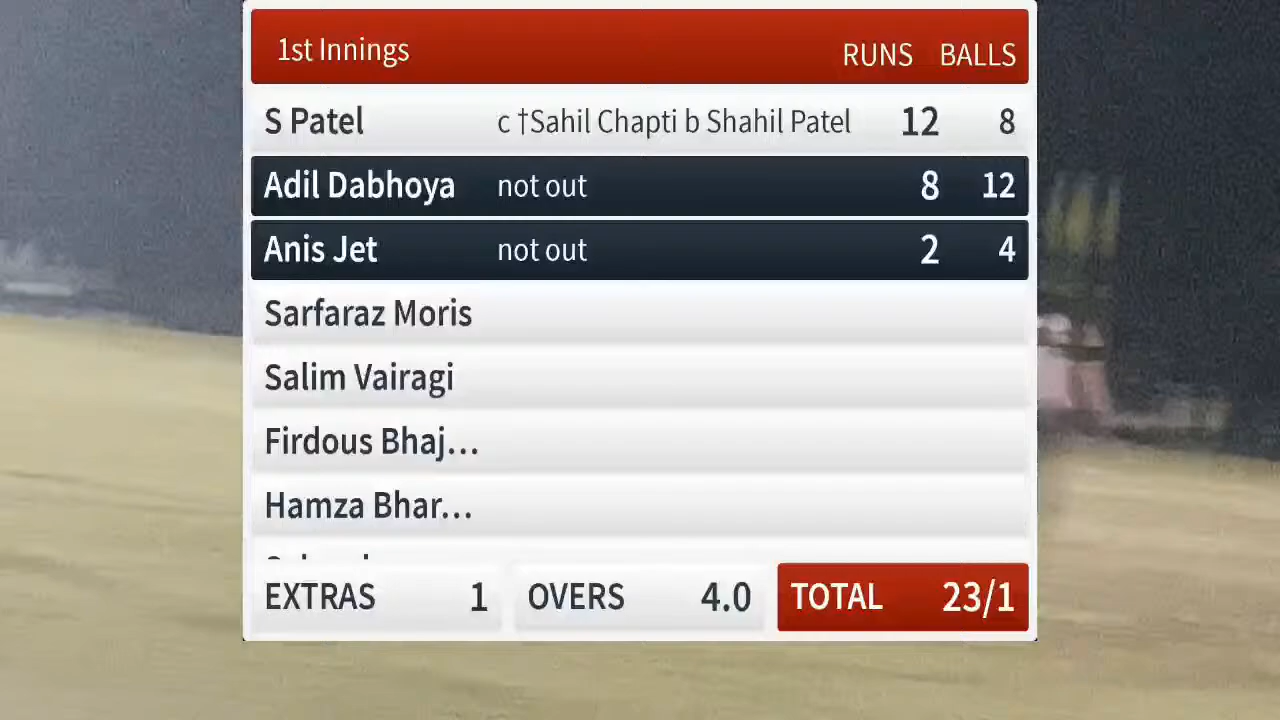 1st Innings RUNS BALLS
S Patel c †Sahil Chapti b Shahil Patel 12 8
Adil Dabhoya not out 8 12
Anis Jet not out 2 4
Sarfaraz Moris
Salim Vairagi
Firdous Bhaj...
Hamza Bhar...
EXTRAS 1 OVERS 4.0 TOTAL 23/1